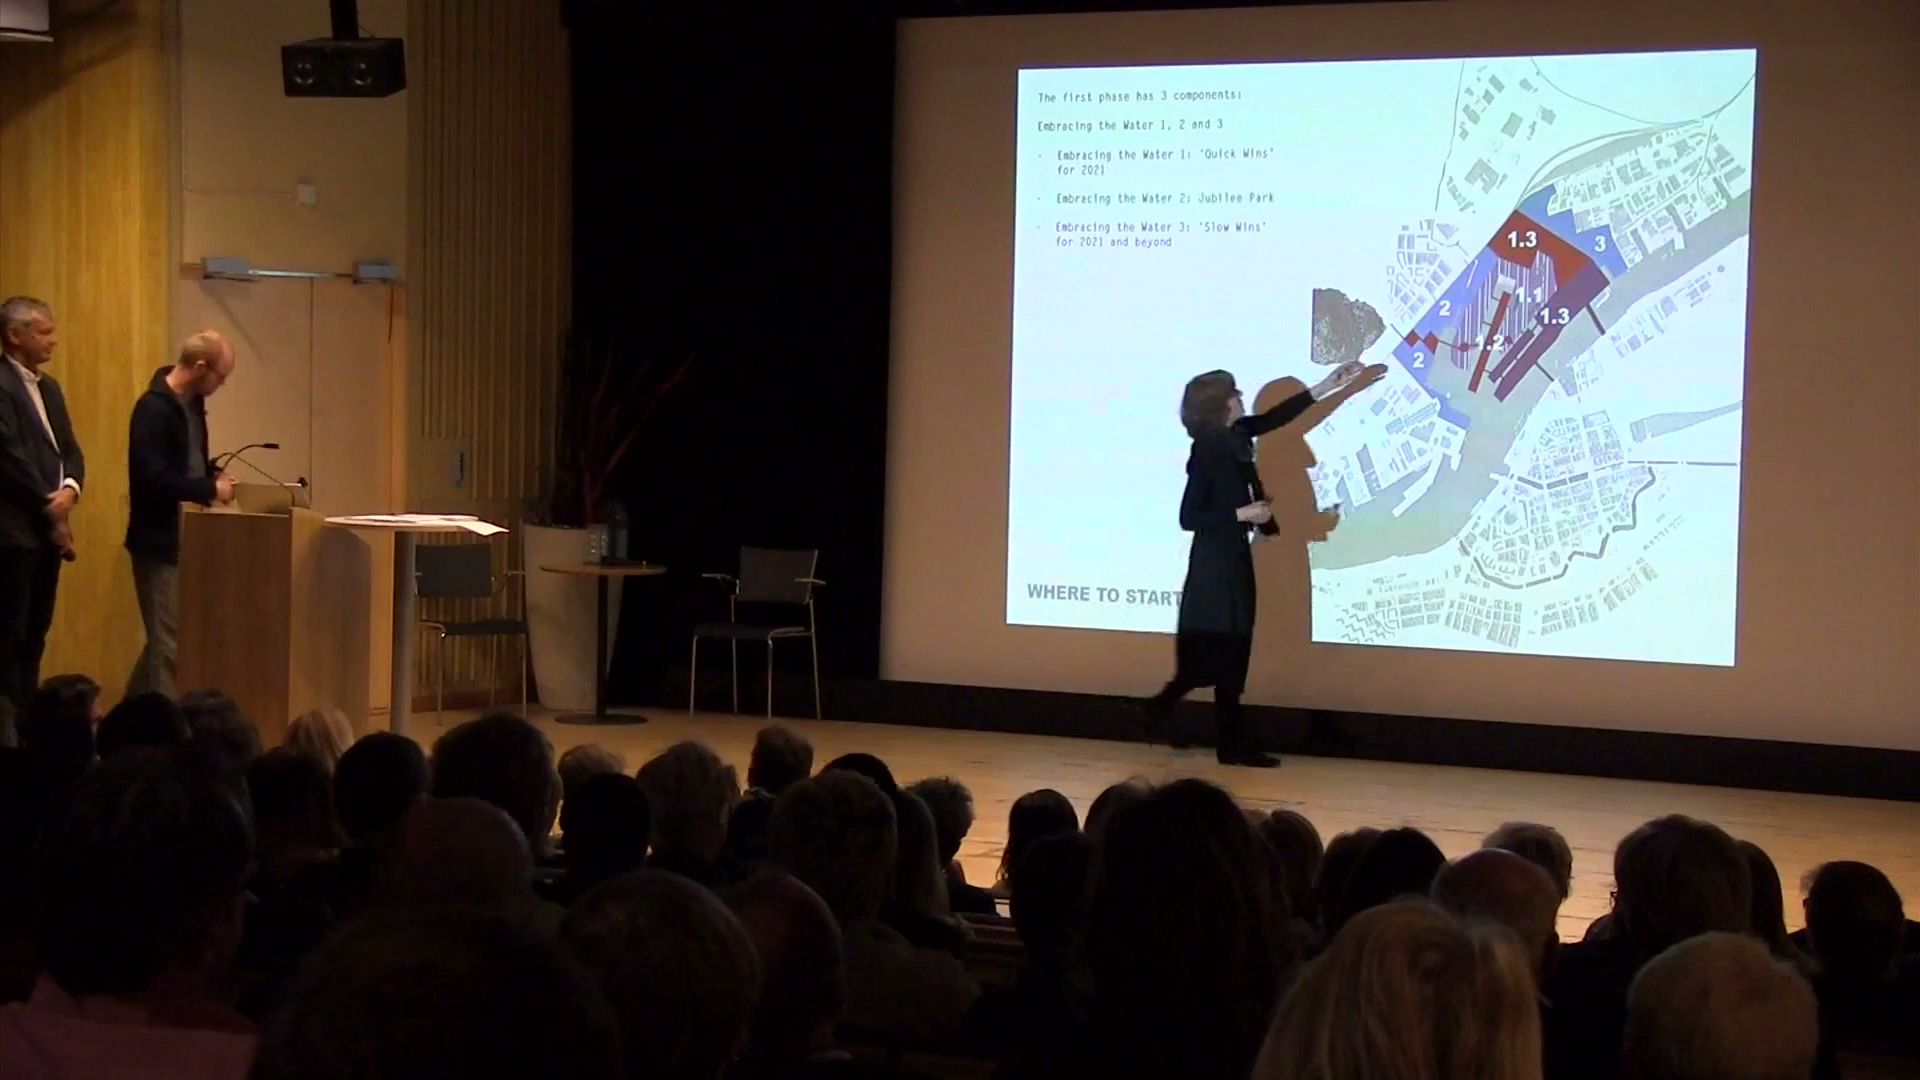 The first phase has 3 components:
Embracing the Water 1, 2 and 3
- Embracing the Water 1: 'Quick Wins'
for 2021
- Embracing the Water 2: Jubilee Park
- Embracing the Water 3: 'Slow Wins'
for 2021 and beyond
1.3
3
1.1
2
1.3
1.2
2
WHERE TO START